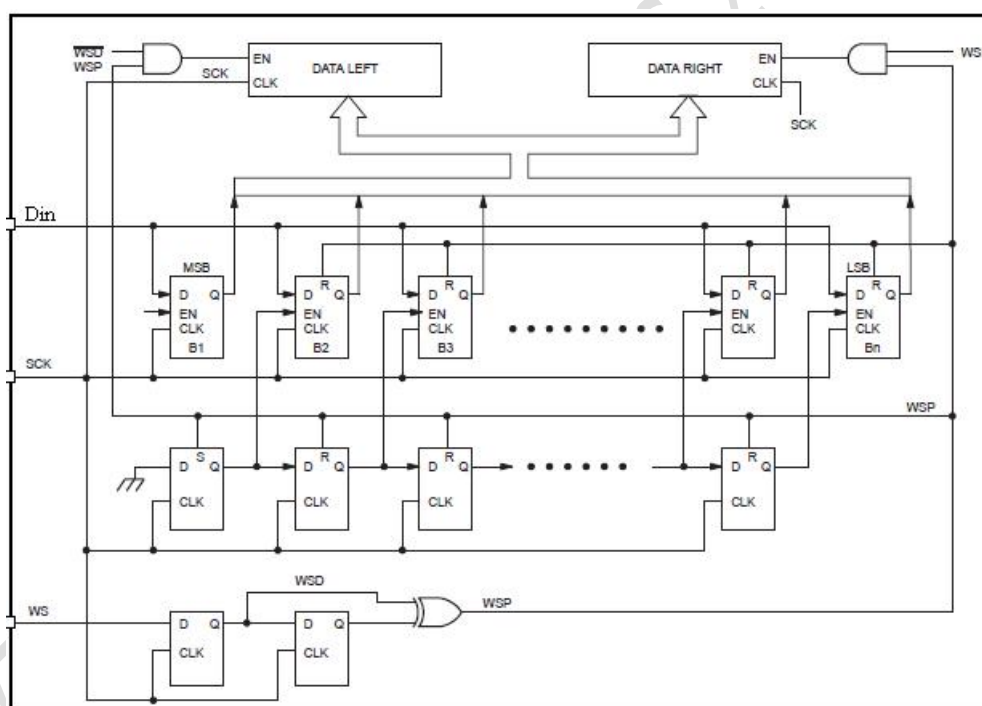 WSD
WSP
SCK
EN
CLK
DATA LEFT
DATA RIGHT
EN
CLK
WS
SCK
Din
MSB
D
Q
EN
CLK
B1
R
D
Q
EN
CLK
B2
R
D
Q
EN
CLK
B3
R
D
Q
EN
CLK
LSB
R
D
Q
EN
CLK
Bn
SCK
WSP
S
D
Q
CLK
R
D
Q
CLK
R
D
Q
CLK
R
D
Q
CLK
WS
D
Q
CLK
WSD
D
Q
CLK
WSP